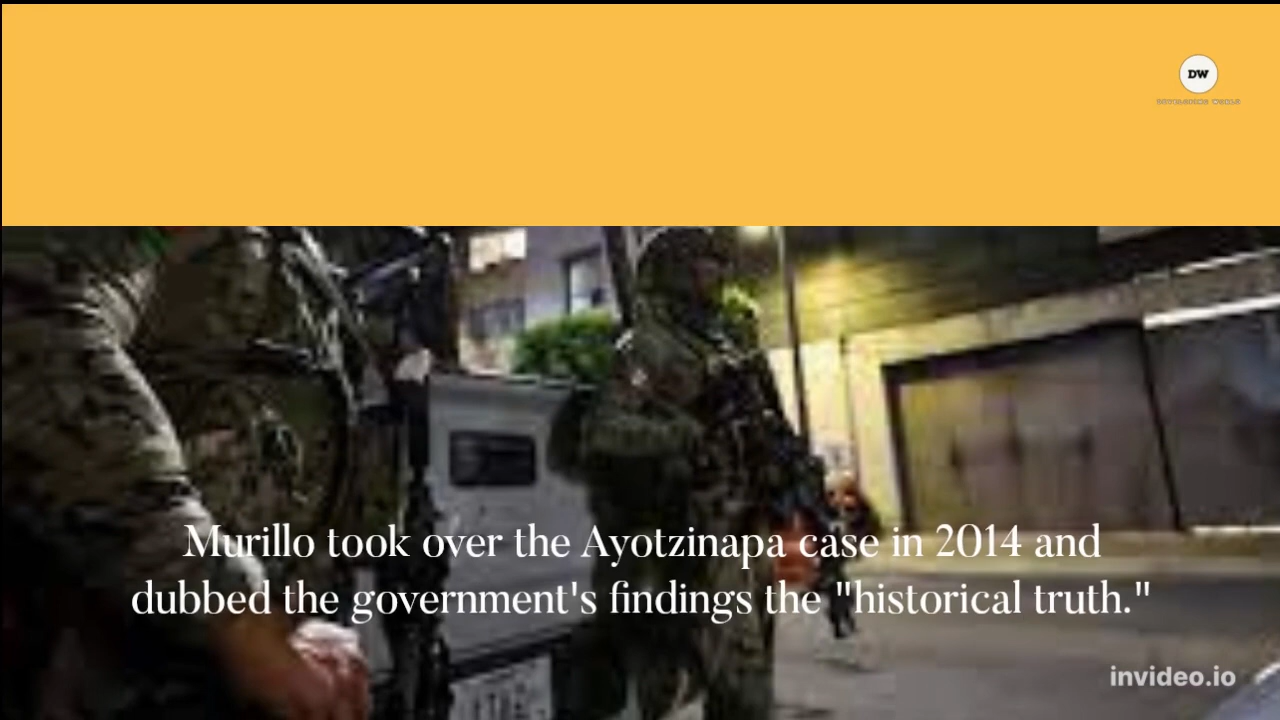 DW
Murillo took over the Ayotzinapa case in 2014 and
dubbed the government's findings the "historical truth."
invideo.io